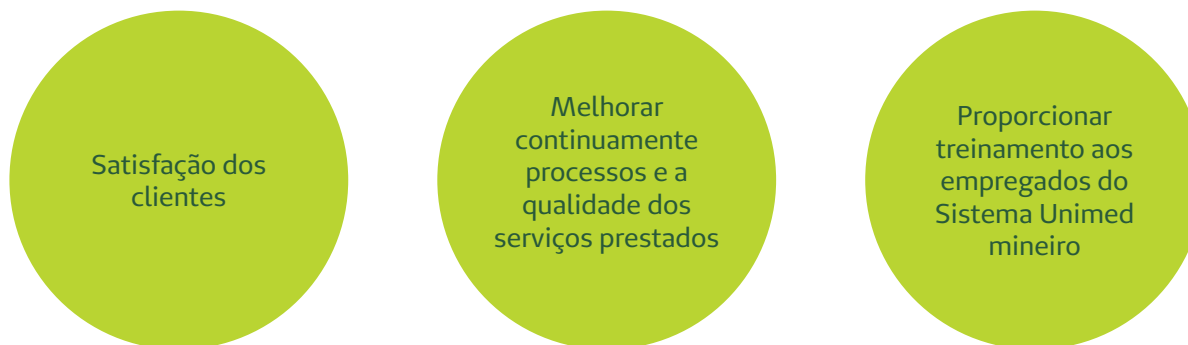 Satisfação dos
clientes
Melhorar
continuamente
processos e a
qualidade dos
serviços prestados
Proporcionar
treinamento aos
empregados do
Sistema Unimed
mineiro